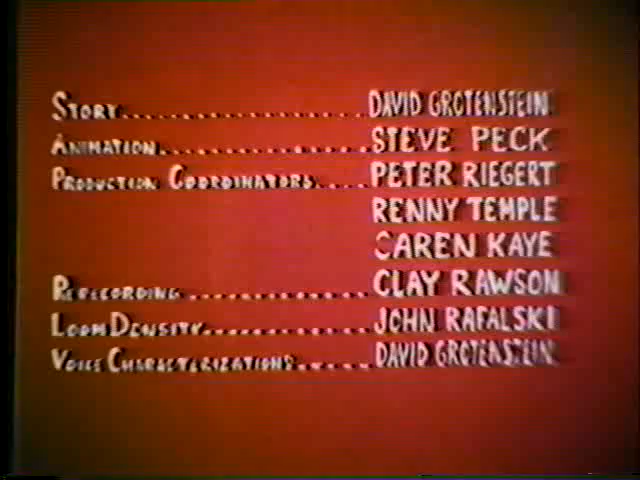 Story.................David Grotenstein
Animation.............Steve Peck
Production Coordinators....Peter Riegert
Renny Temple
Caren Kaye
Rerecording ...........Clay Rawson
Loom Density...........John Rafalski
Voice Characterizations.....David Grotenstein